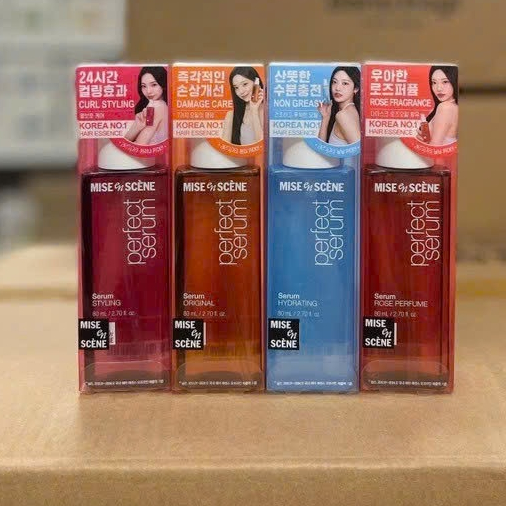 24시간
컬링효과
CURL STYLING
KOREA NO.1
HAIR ESSENCE
MISE en SCÈNE
perfect
serum
Serum
STYLING
80 mL / 2.70 fl oz
MISE
en
SCÈNE
즉각적인
손상개선
DAMAGE CARE
KOREA NO.1
HAIR ESSENCE
MISE en SCÈNE
perfect
serum
Serum
ORIGINAL
80 mL / 2.70 fl oz
MISE
en
SCÈNE
산뜻한
수분충전
NON GREASY
KOREA NO.1
HAIR ESSENCE
MISE en SCÈNE
perfect
serum
Serum
HYDRATING
80 mL / 2.70 fl oz
MISE
en
SCÈNE
우아한
로즈퍼퓸
ROSE FRAGRANCE
KOREA NO.1
HAIR ESSENCE
MISE en SCÈNE
perfect
serum
Serum
ROSE PERFUME
80 mL / 2.70 fl oz
MISE
en
SCÈNE